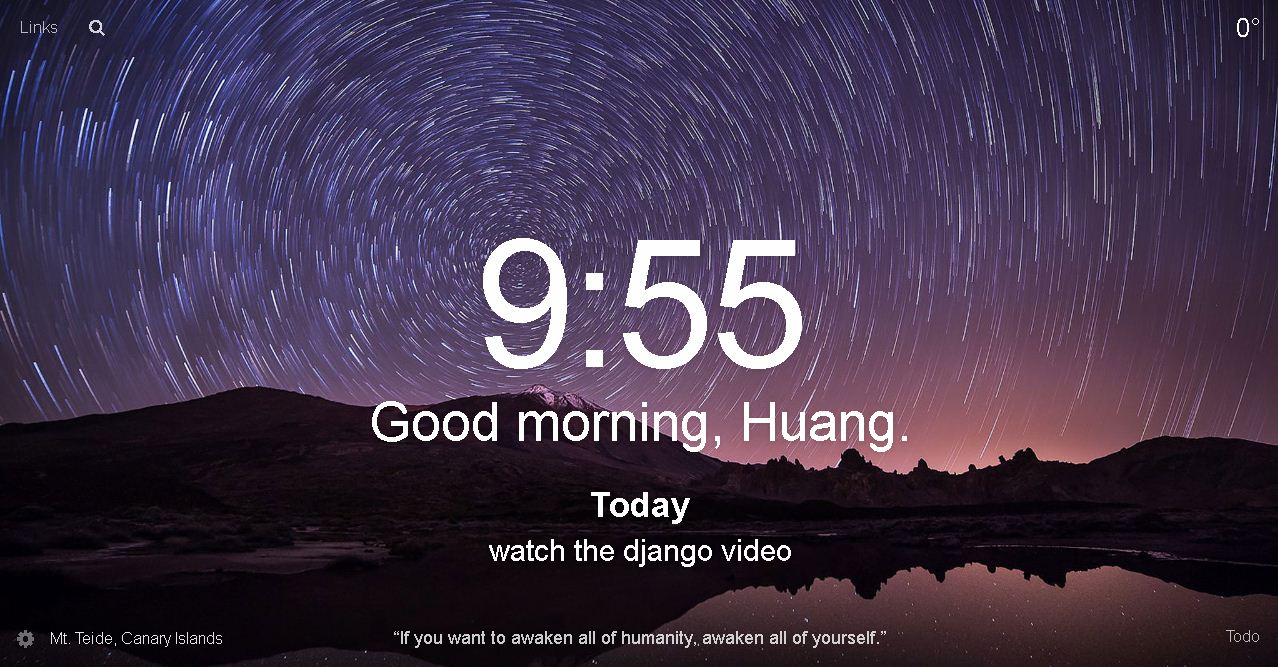 Links
0°
9:55
Good morning, Huang.
Today
watch the django video
Mt. Teide, Canary Islands
“If you want to awaken all of humanity, awaken all of yourself.”
Todo